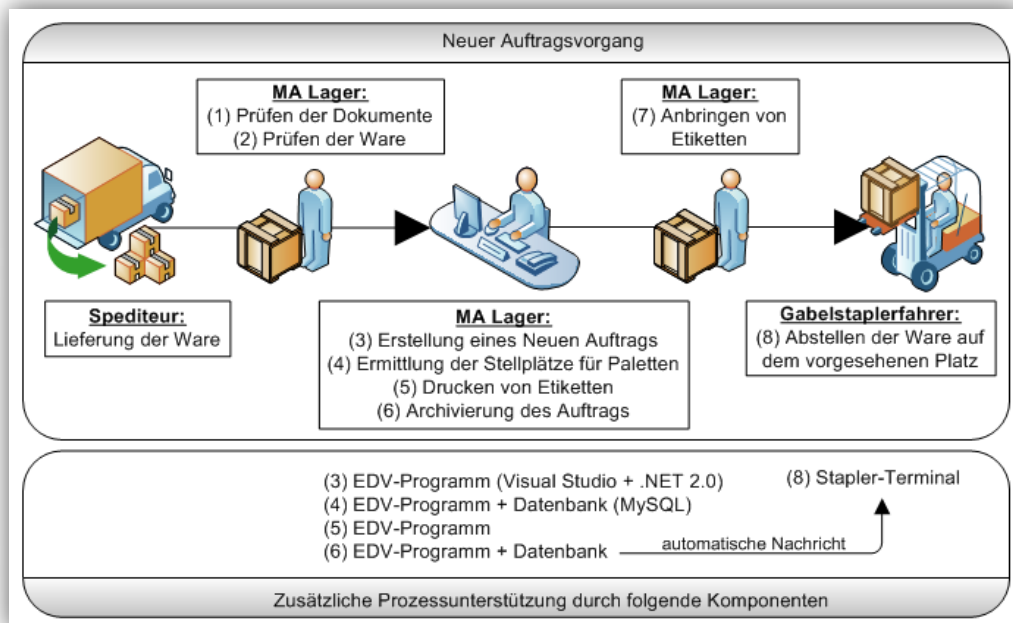 Neuer Auftragsvorgang
MA Lager:
(1) Prüfen der Dokumente
(2) Prüfen der Ware
MA Lager:
(7) Anbringen von
Etiketten
Spediteur:
Lieferung der Ware
MA Lager:
(3) Erstellung eines Neuen Auftrags
(4) Ermittlung der Stellplätze für Paletten
(5) Drucken von Etiketten
(6) Archivierung des Auftrags
Gabelstaplerfahrer:
(8) Abstellen der Ware auf
dem vorgesehenen Platz
(3) EDV-Programm (Visual Studio + .NET 2.0)
(4) EDV-Programm + Datenbank (MySQL)
(5) EDV-Programm
(6) EDV-Programm + Datenbank
automatische Nachricht
(8) Stapler-Terminal
Zusätzliche Prozessunterstützung durch folgende Komponenten